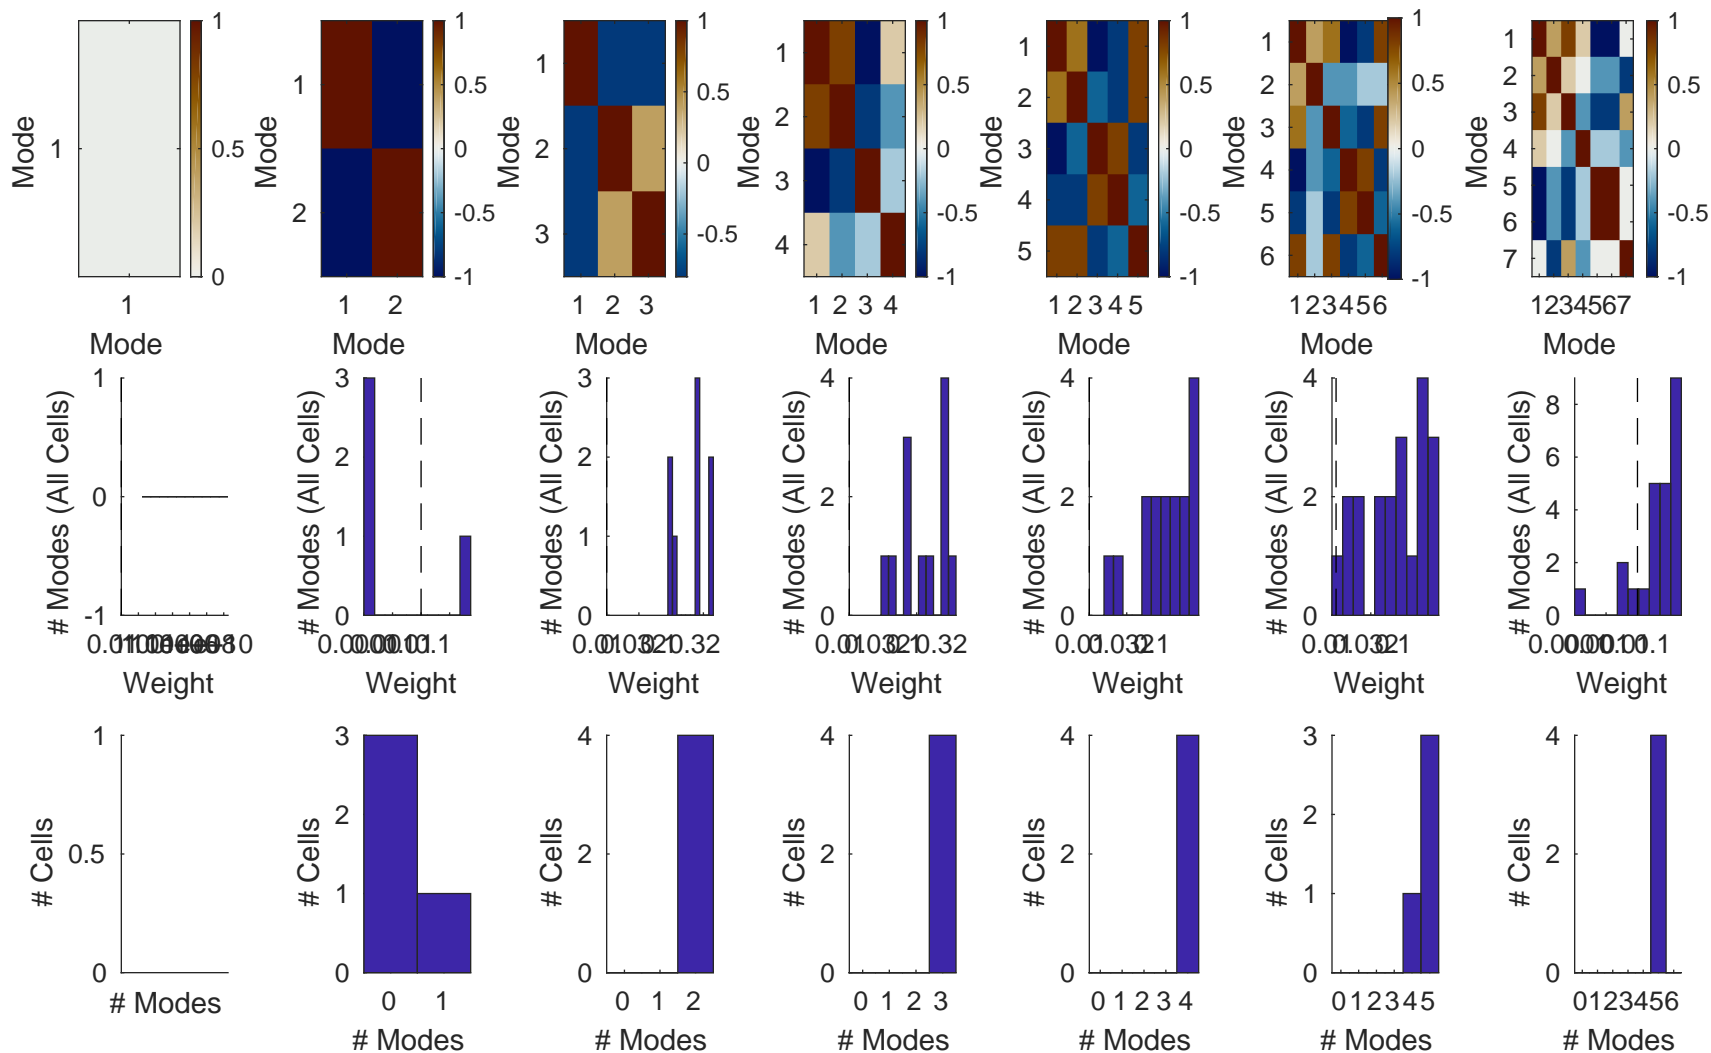 1 0.5 0 Mode 1 1 Mode
1 0.5 0 -0.5 -1 Mode 1 2 1 2 Mode
0.5 0 -0.5 Mode 1 2 3 1 2 3 Mode
1 0.5 0 -0.5 -1 Mode 1 2 3 4 1 2 3 4 Mode
1 0.5 0 -0.5 -1 Mode 1 2 3 4 5 1 2 3 4 5 Mode
1 0.5 0 -0.5 -1 Mode 1 2 3 4 5 6 123456 Mode
1 0.5 0 -0.5 -1 Mode 1 2 3 4 5 6 7 1234567 Mode
# Modes (All Cells) 1 0 -1 Weight
# Modes (All Cells) 3 2 1 0 Weight
# Modes (All Cells) 3 2 1 0 Weight
# Modes (All Cells) 4 2 0 Weight
# Modes (All Cells) 4 2 0 Weight
# Modes (All Cells) 4 2 0 Weight
# Modes (All Cells) 8 6 4 2 0 Weight
# Cells 1 0.5 0 # Modes
# Cells 3 2 1 0 0 1 # Modes
# Cells 4 2 0 0 1 2 # Modes
# Cells 4 2 0 0 1 2 3 # Modes
# Cells 4 2 0 0 1 2 3 4 # Modes
# Cells 3 2 1 0 0 1 2 3 4 5 # Modes
# Cells 4 2 0 0123456 # Modes